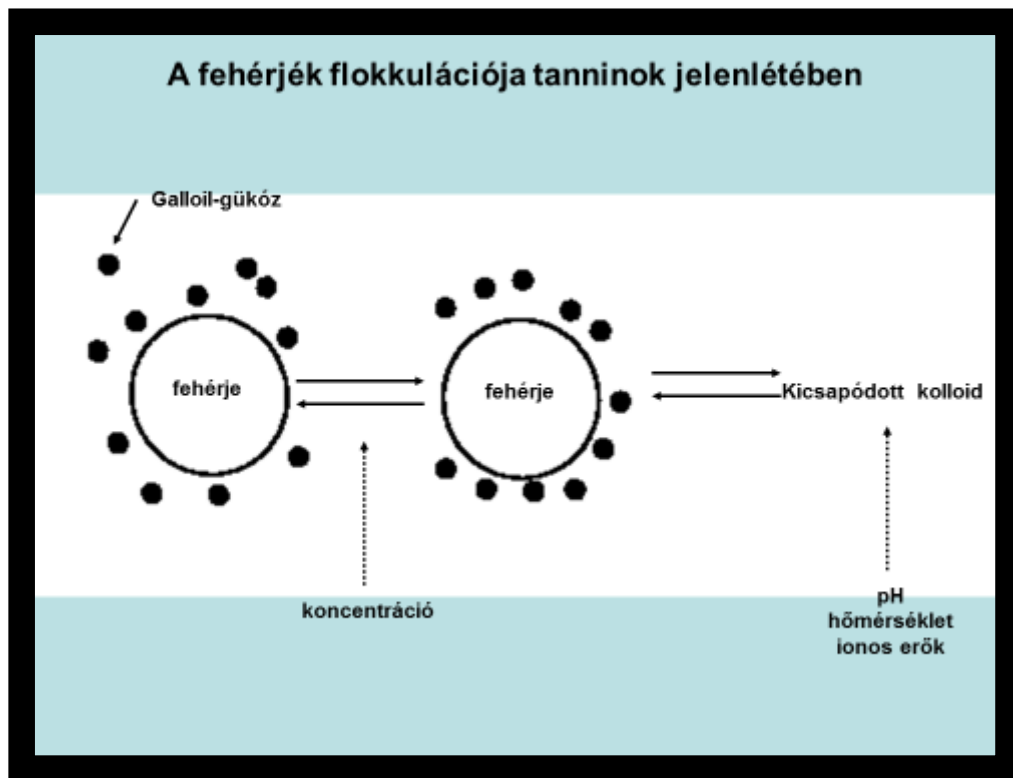 A fehérjék flokkulációja tanninok jelenlétében
Galloil-gükóz
fehérje
fehérje
Kicsapódott kolloid
koncentráció
pH
hőmérséklet
ionos erők